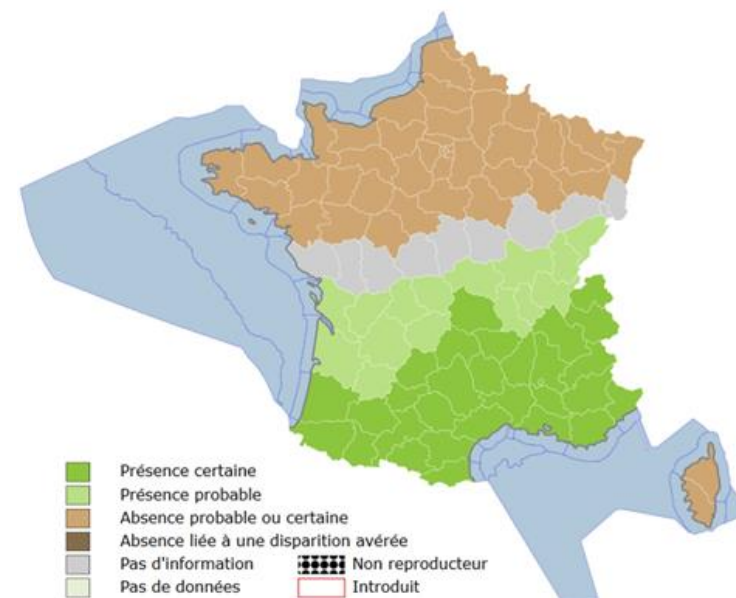 Présence certaine
Présence probable
Absence probable ou certaine
Absence liée à une disparition avérée
Pas d'information
Non reproducteur
Pas de données
Introduit